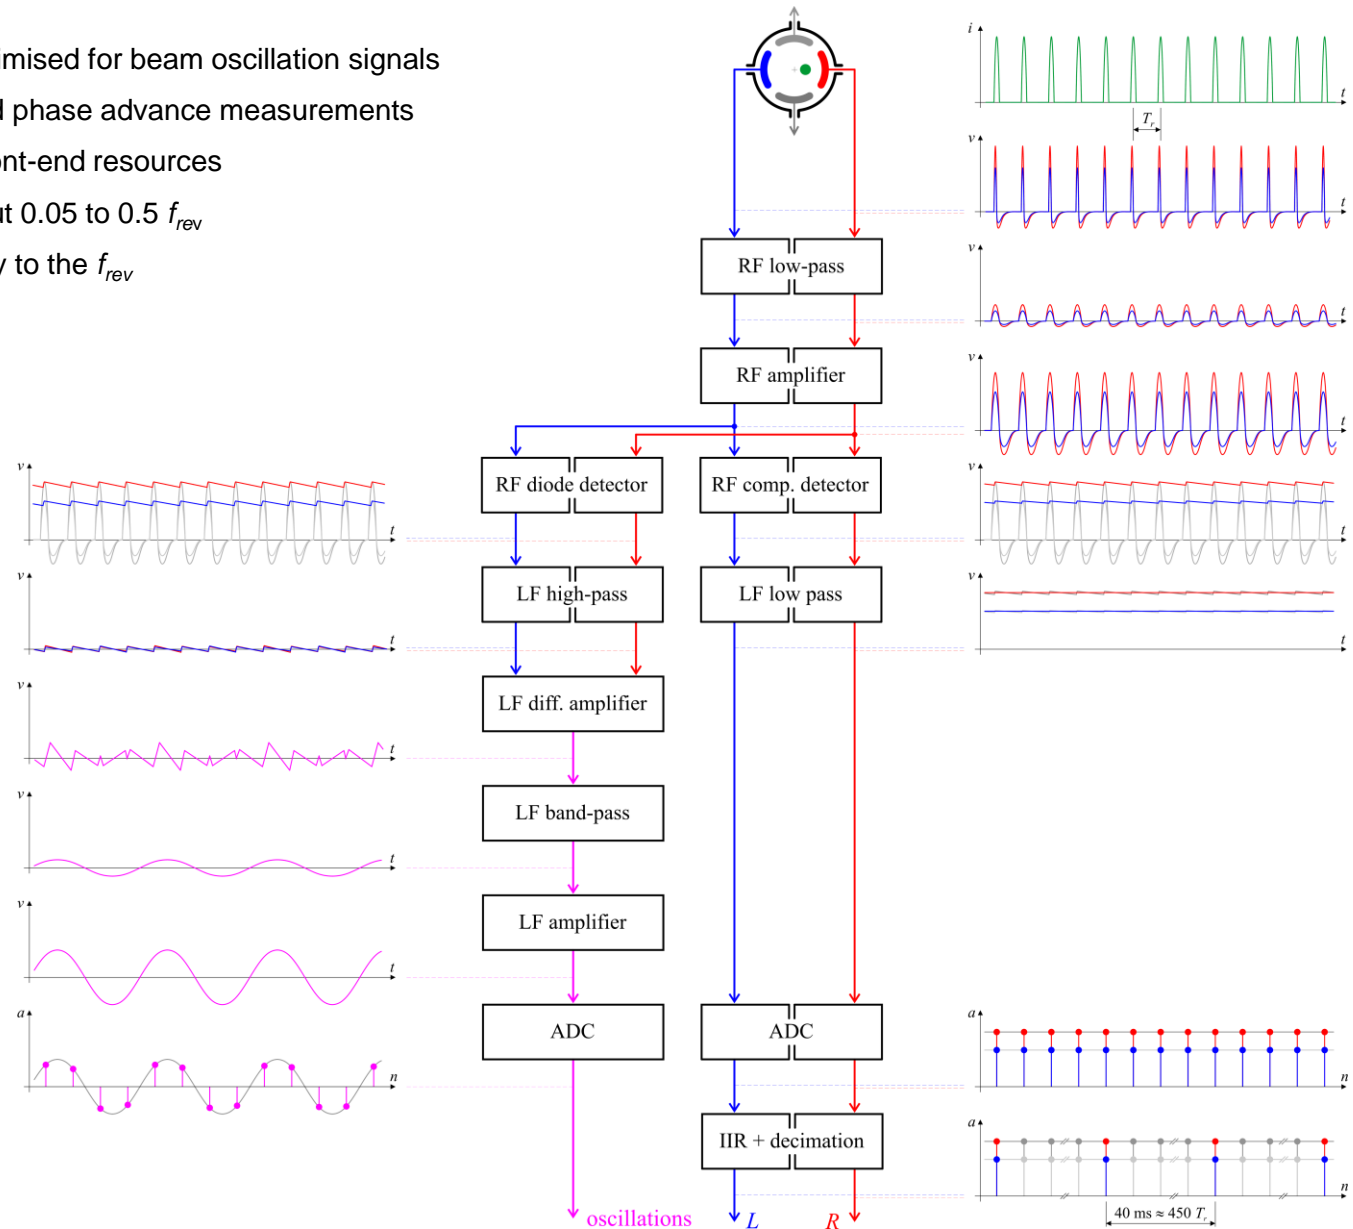 imised for beam oscillation signals
d phase advance measurements
ont-end resources
ut 0.05 to 0.5 frev
y to the frev
i
t
Tr
v
t
RF low-pass
v
t
RF amplifier
v
t
v
t
RF diode detector
RF comp. detector
v
t
v
t
LF high-pass
LF low pass
v
t
v
t
LF diff. amplifier
v
t
LF band-pass
v
t
LF amplifier
a
n
ADC
ADC
a
n
IIR + decimation
a
n
40 ms ≈ 450 Tr
oscillations
L
R